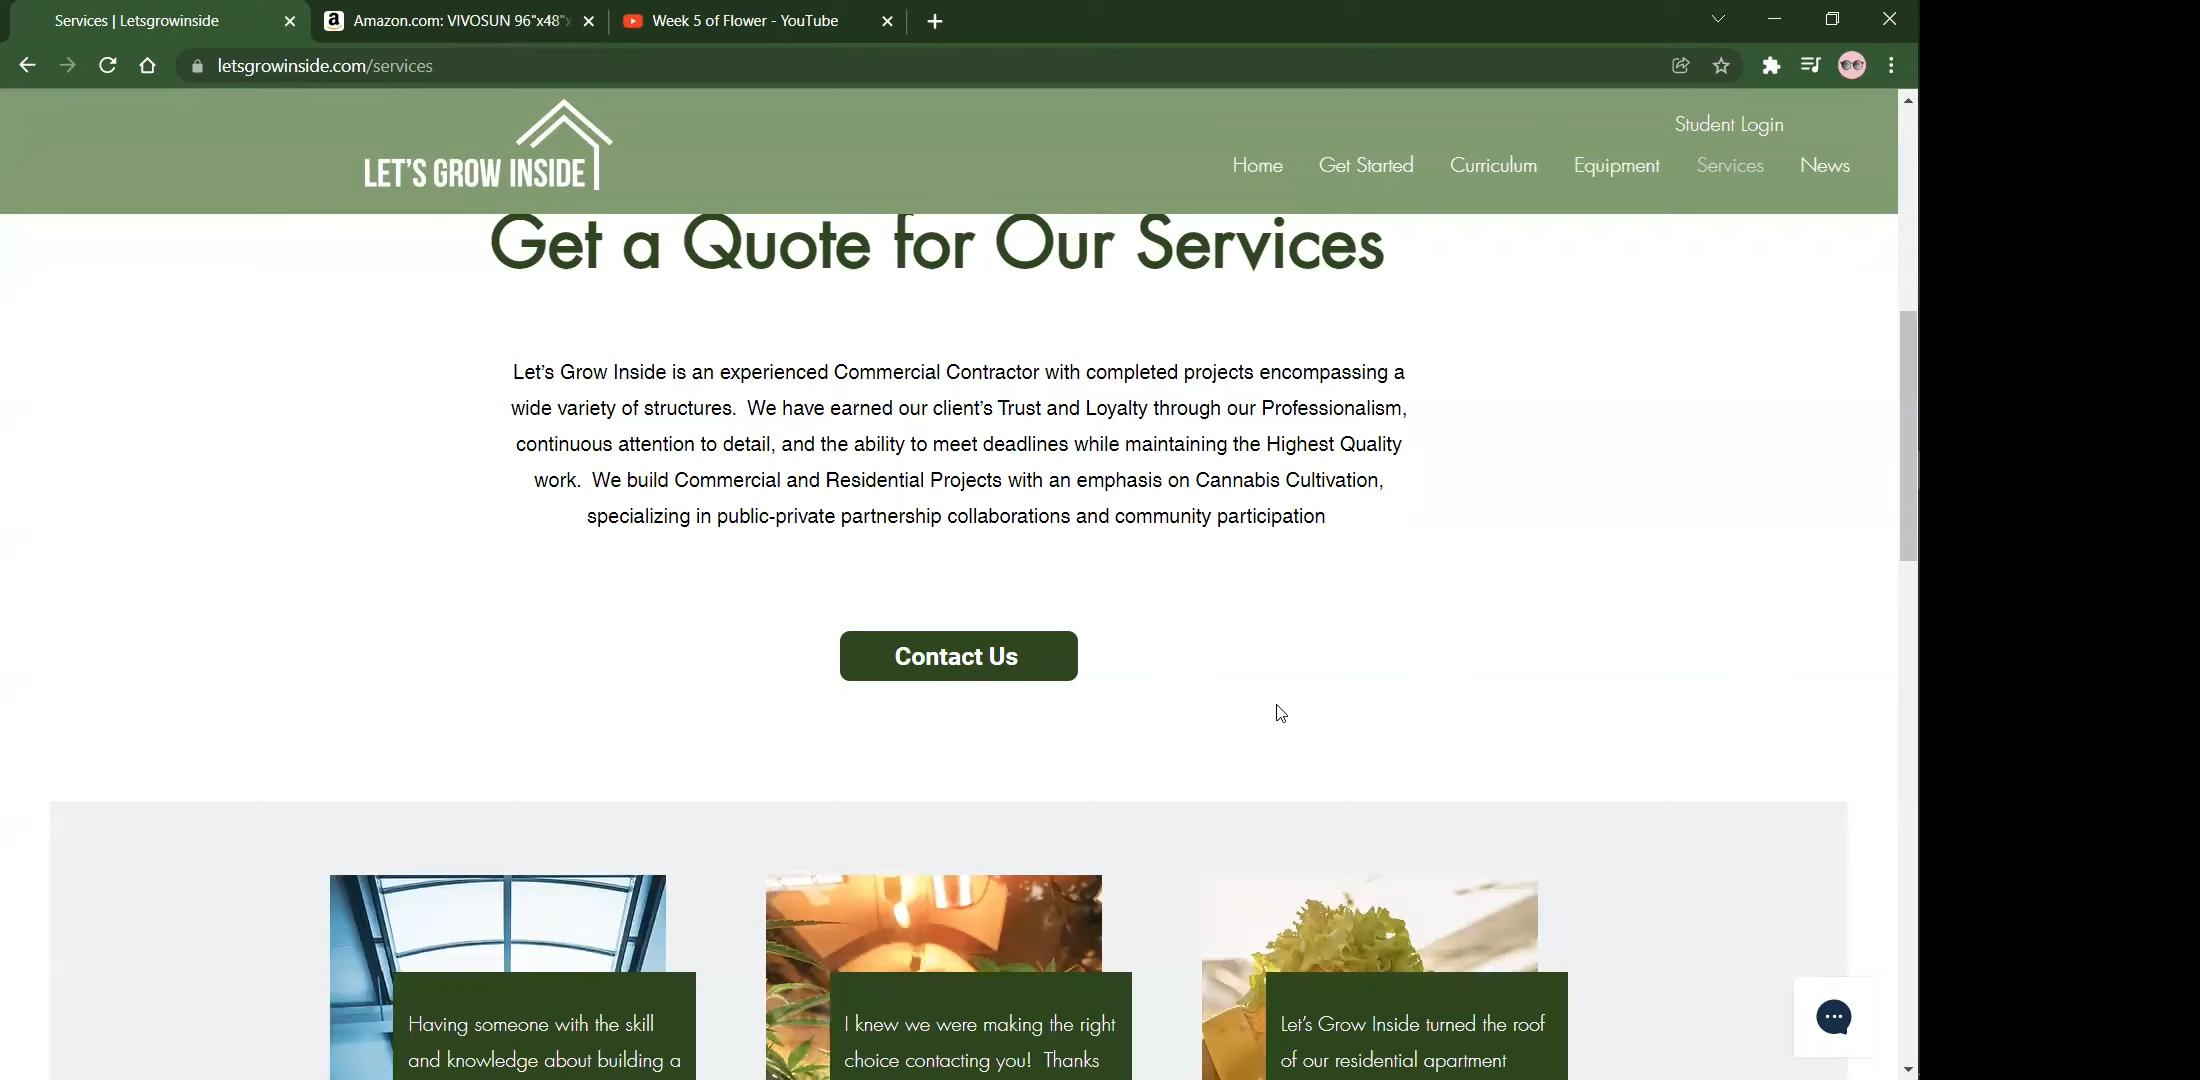 Services | Letsgrowinside
Amazon.com: VIVOSUN 96"x48"x
Week 5 of Flower - YouTube
letsgrowinside.com/services
LET'S GROW INSIDE
Student Login
Home Get Started Curriculum Equipment Services News
Get a Quote for Our Services
Let's Grow Inside is an experienced Commercial Contractor with completed projects encompassing a
wide variety of structures.  We have earned our client's Trust and Loyalty through our Professionalism,
continuous attention to detail, and the ability to meet deadlines while maintaining the Highest Quality
work.  We build Commercial and Residential Projects with an emphasis on Cannabis Cultivation,
specializing in public-private partnership collaborations and community participation
Contact Us
Having someone with the skill
and knowledge about building a
I knew we were making the right
choice contacting you!  Thanks
Let's Grow Inside turned the roof
of our residential apartment